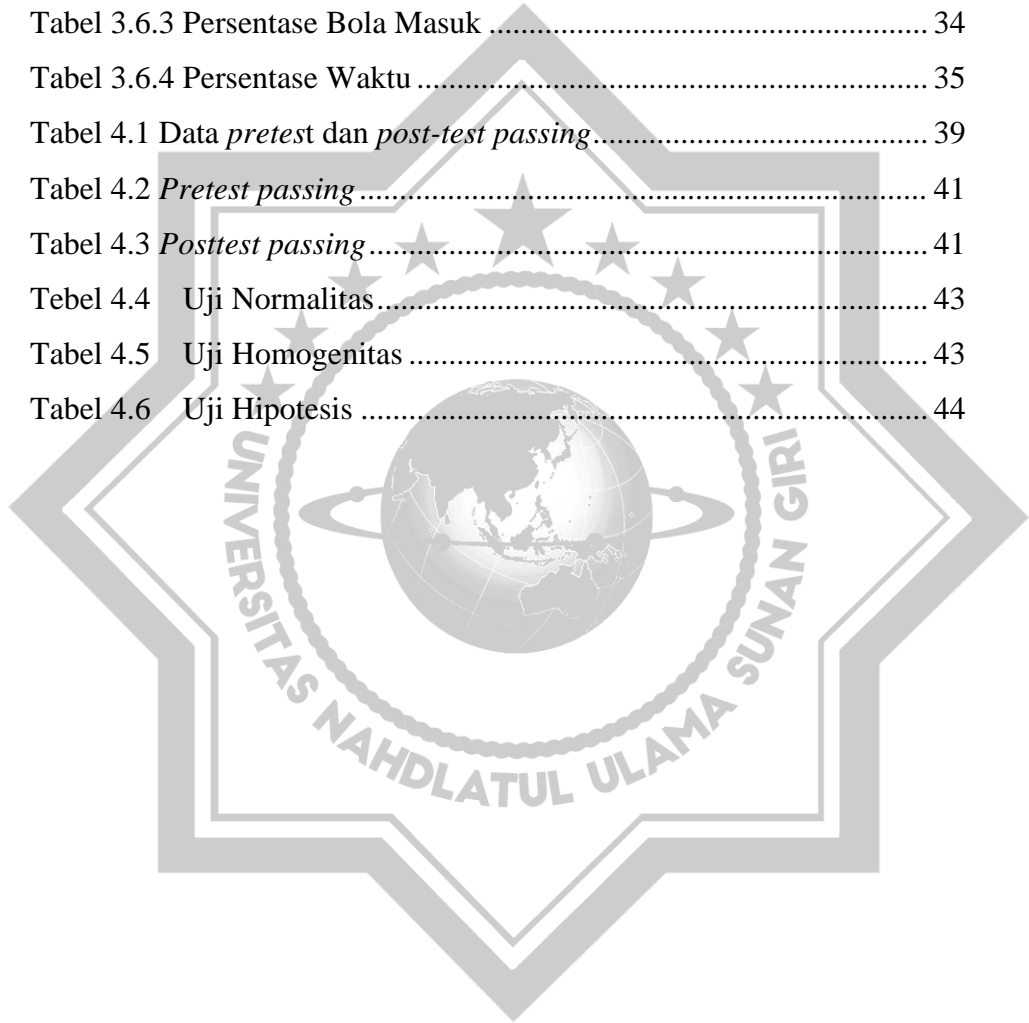 Tabel 3.6.3 Persentase Bola Masuk ............................................................ 34
Tabel 3.6.4 Persentase Waktu ...................................................................... 35
Tabel 4.1 Data pretest dan post-test passing .............................................. 39
Tabel 4.2 Pretest passing ............................................................................. 41
Tabel 4.3 Posttest passing ............................................................................ 41
Tebel 4.4 Uji Normalitas .............................................................................. 43
Tabel 4.5 Uji Homogenitas .......................................................................... 43
Tabel 4.6 Uji Hipotesis ................................................................................ 44
UNIVERSITAS NAHDLATUL ULAMA SUNAN GIRI